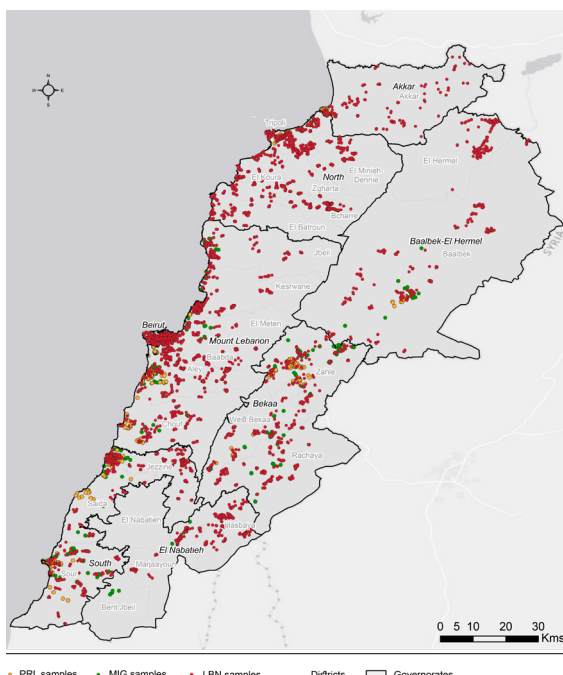 N
W E
S
Akkar
Akkar
Tripoli
El Hermel
El Minieh-
Dennie
El Koura
North
Zgharta
Bcharre
El Batroun
Baalbek-El Hermel
Baalbek
SYRIA
Jbeil
Kesrwane
El Meten
Beirut
Mount Lebanon
Baabda
Aley
Zahle
Bekaa
Chouf
West Bekaa
Rachaya
Jezzine
Saida
El Nabatieh
Hasbaya
El Nabatieh
South
Marjaayoun
Sour
Bent Jbeil
0 5 10 20 30
Kms
PRL samples MIG samples LBN samples Districts Governorates